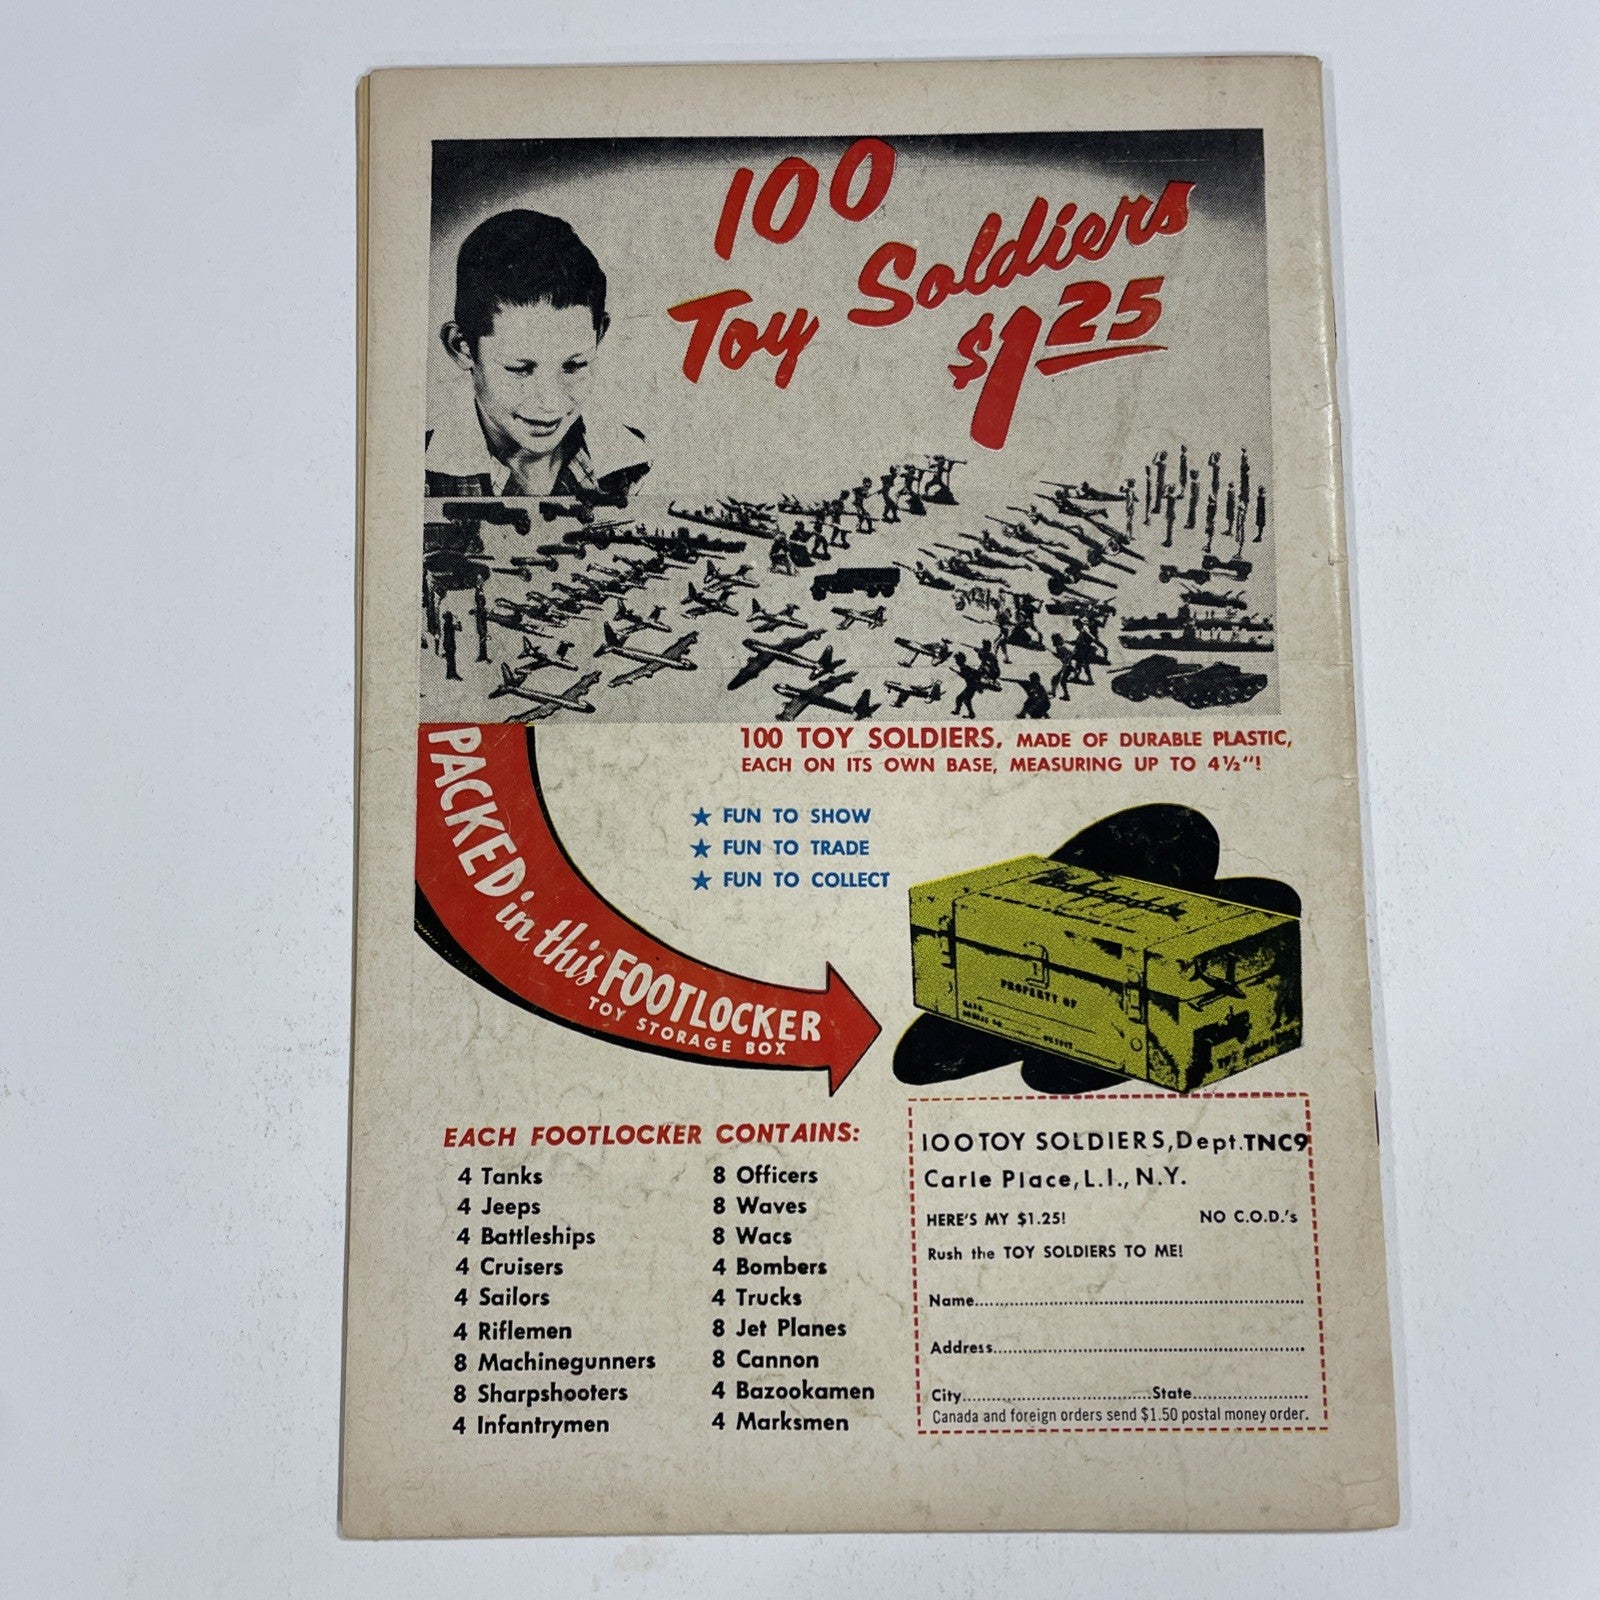 100
Toy Soldiers
$1.25
100 TOY SOLDIERS, MADE OF DURABLE PLASTIC,
EACH ON ITS OWN BASE, MEASURING UP TO 4½"!
★ FUN TO SHOW
★ FUN TO TRADE
★ FUN TO COLLECT
PACKED in this FOOTLOCKER
TOY STORAGE BOX
PROPERTY OF
EACH FOOTLOCKER CONTAINS:
4 Tanks
4 Jeeps
4 Battleships
4 Cruisers
4 Sailors
4 Riflemen
8 Machinegunners
8 Sharpshooters
4 Infantrymen
8 Officers
8 Waves
8 Wacs
4 Bombers
4 Trucks
8 Jet Planes
8 Cannon
4 Bazookamen
4 Marksmen
100 TOY SOLDIERS, Dept. TNC9
Carle Place, L.I., N.Y.
HERE'S MY $1.25! NO C.O.D.'s
Rush the TOY SOLDIERS TO ME!
Name
Address
City State
Canada and foreign orders send $1.50 postal money order.